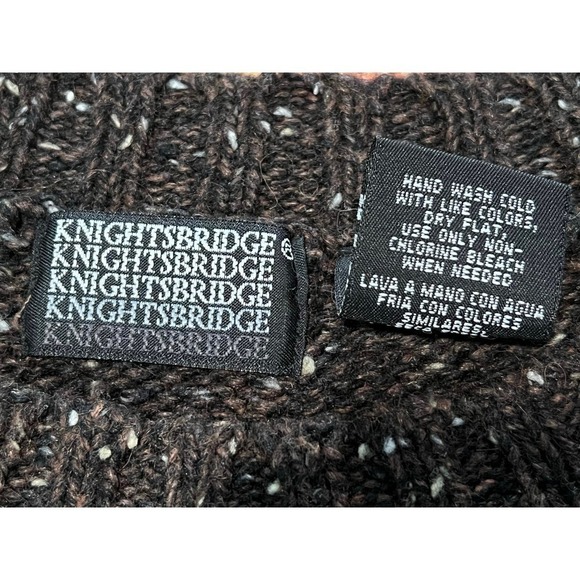 KNIGHTSBRIDGE ®
KNIGHTSBRIDGE
KNIGHTSBRIDGE
KNIGHTSBRIDGE
KNIGHTSBRIDGE
HAND WASH COLD
WITH LIKE COLORS,
DRY FLAT,
USE ONLY NON-
CHLORINE BLEACH
WHEN NEEDED
LAVA A MANO CON AGUA
FRIA CON COLORES
SIMILARES,